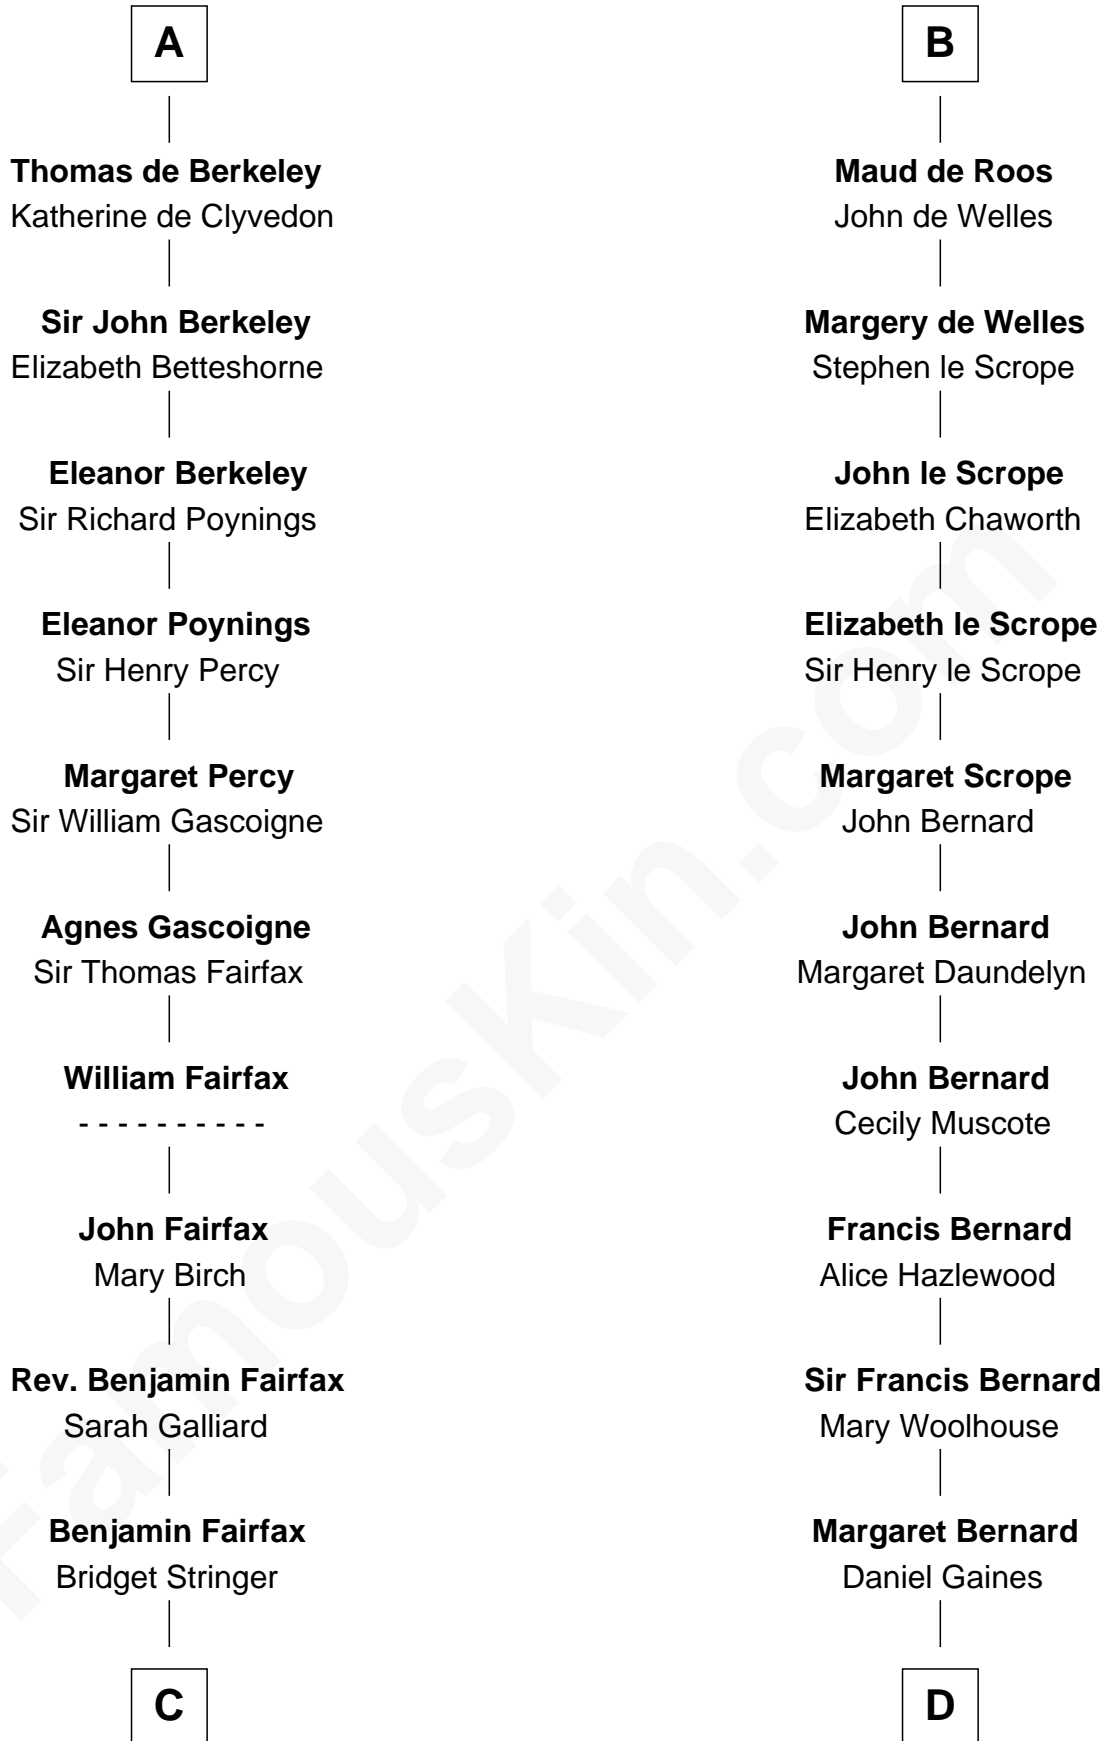 A
Thomas de Berkeley
Katherine de Clyvedon
Sir John Berkeley
Elizabeth Betteshorne
Eleanor Berkeley
Sir Richard Poynings
Eleanor Poynings
Sir Henry Percy
Margaret Percy
Sir William Gascoigne
Agnes Gascoigne
Sir Thomas Fairfax
William Fairfax
- - - - - - - - - -
John Fairfax
Mary Birch
Rev. Benjamin Fairfax
Sarah Galliard
Benjamin Fairfax
Bridget Stringer
C
B
Maud de Roos
John de Welles
Margery de Welles
Stephen le Scrope
John le Scrope
Elizabeth Chaworth
Elizabeth le Scrope
Sir Henry le Scrope
Margaret Scrope
John Bernard
John Bernard
Margaret Daundelyn
John Bernard
Cecily Muscote
Francis Bernard
Alice Hazlewood
Sir Francis Bernard
Mary Woolhouse
Margaret Bernard
Daniel Gaines
D
FamousKin.com